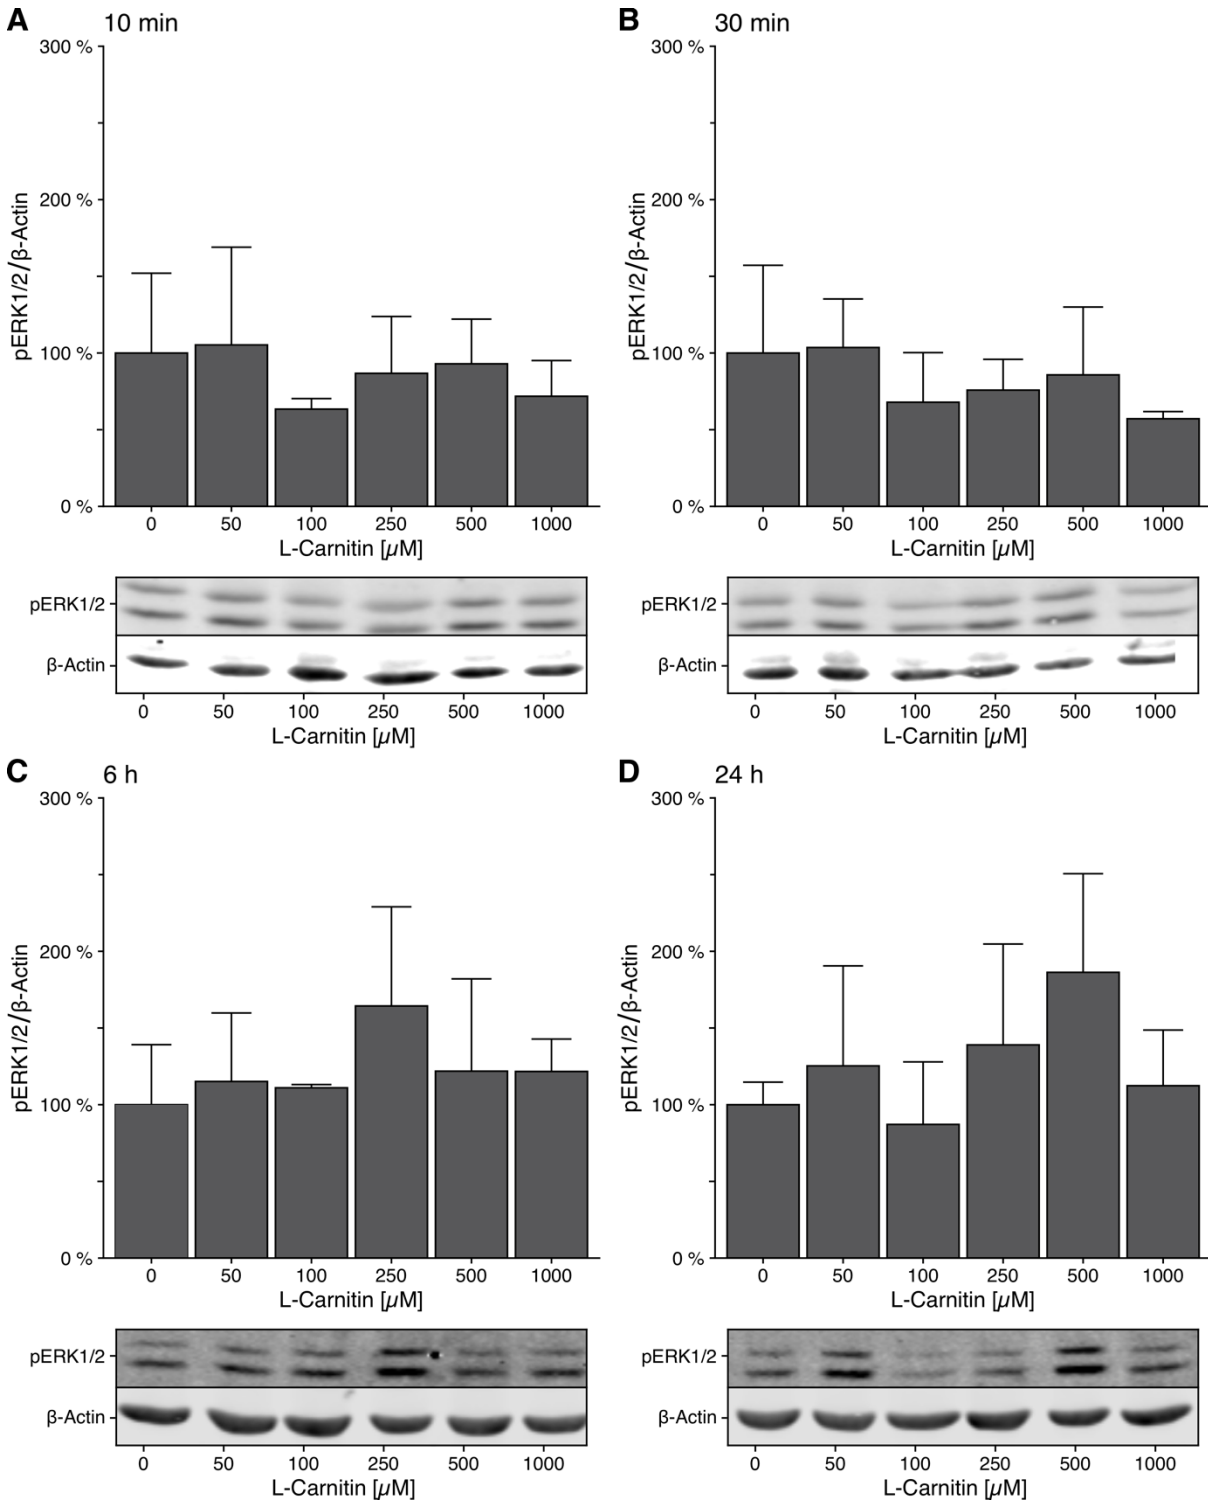 A 10 min
300 %
200 %
100 %
0 %
pERK1/2/β-Actin
0 50 100 250 500 1000
L-Carnitin [µM]
pERK1/2
β-Actin
0 50 100 250 500 1000
L-Carnitin [µM]
B 30 min
300 %
200 %
100 %
0 %
pERK1/2/β-Actin
0 50 100 250 500 1000
L-Carnitin [µM]
pERK1/2
β-Actin
0 50 100 250 500 1000
L-Carnitin [µM]
C 6 h
300 %
200 %
100 %
0 %
pERK1/2/β-Actin
0 50 100 250 500 1000
L-Carnitin [µM]
pERK1/2
β-Actin
0 50 100 250 500 1000
L-Carnitin [µM]
D 24 h
300 %
200 %
100 %
0 %
pERK1/2/β-Actin
0 50 100 250 500 1000
L-Carnitin [µM]
pERK1/2
β-Actin
0 50 100 250 500 1000
L-Carnitin [µM]